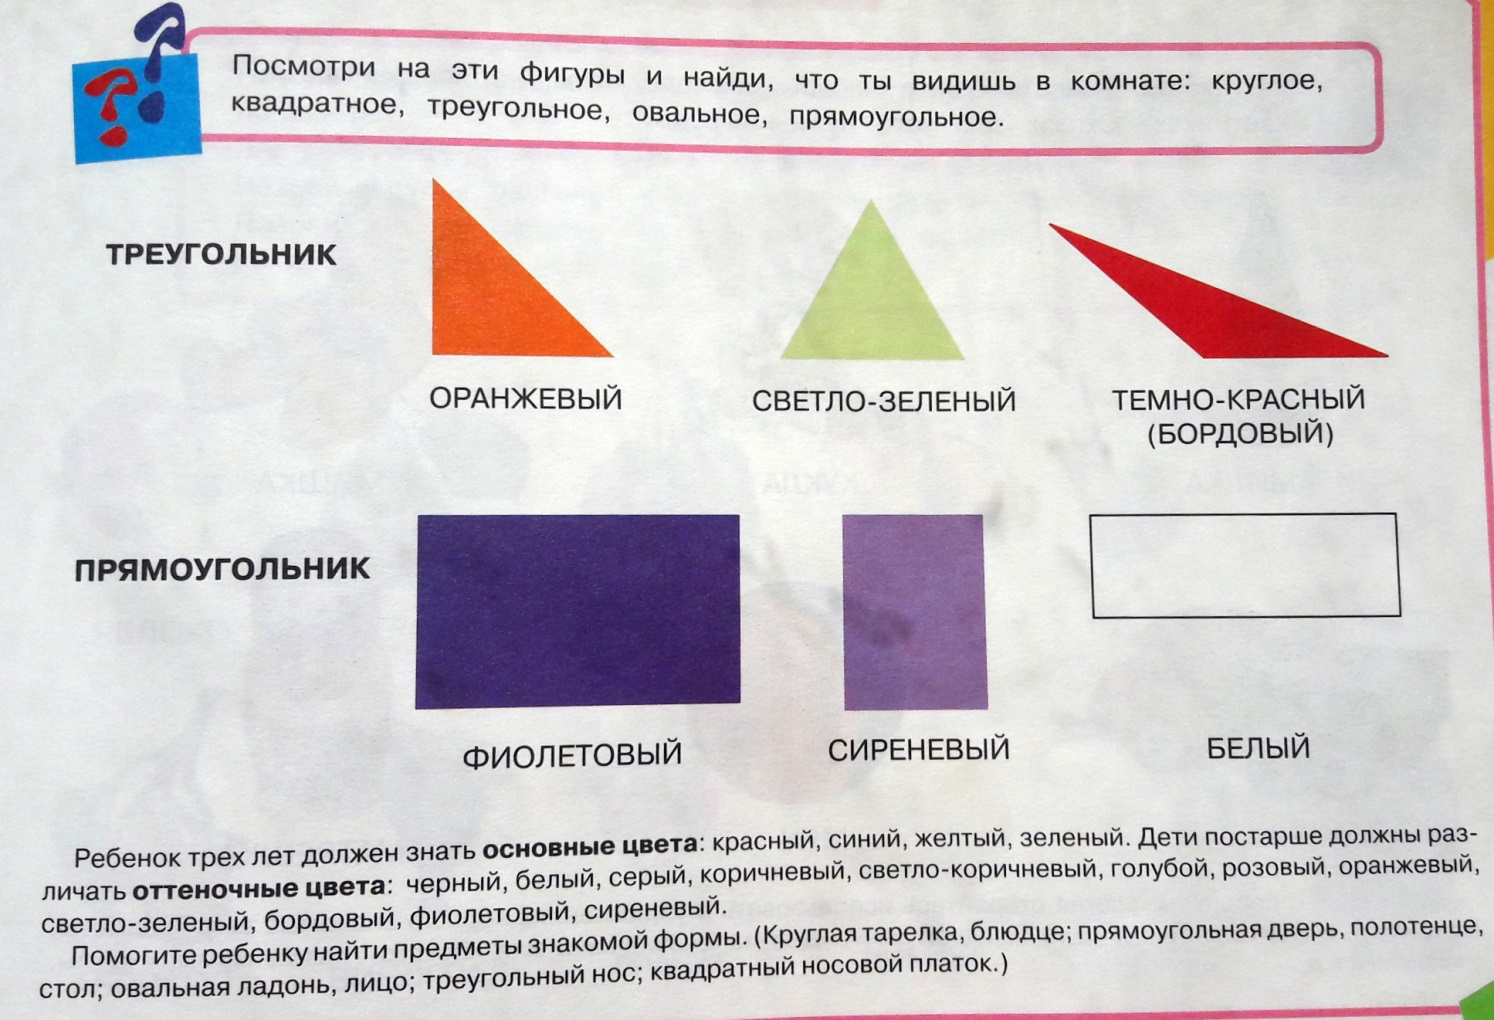 Посмотри на эти фигуры и найди, что ты видишь в комнате: круглое,
квадратное, треугольное, овальное, прямоугольное.
ТРЕУГОЛЬНИК
ОРАНЖЕВЫЙ
СВЕТЛО-ЗЕЛЕНЫЙ
ТЕМНО-КРАСНЫЙ
(БОРДОВЫЙ)
ПРЯМОУГОЛЬНИК
ФИОЛЕТОВЫЙ
СИРЕНЕВЫЙ
БЕЛЫЙ
Ребенок трех лет должен знать основные цвета: красный, синий, желтый, зеленый. Дети постарше должны раз-
личать оттеночные цвета: черный, белый, серый, коричневый, светло-коричневый, голубой, розовый, оранжевый,
светло-зеленый, бордовый, фиолетовый, сиреневый.
Помогите ребенку найти предметы знакомой формы. (Круглая тарелка, блюдце; прямоугольная дверь, полотенце,
стол; овальная ладонь, лицо; треугольный нос; квадратный носовой платок.)